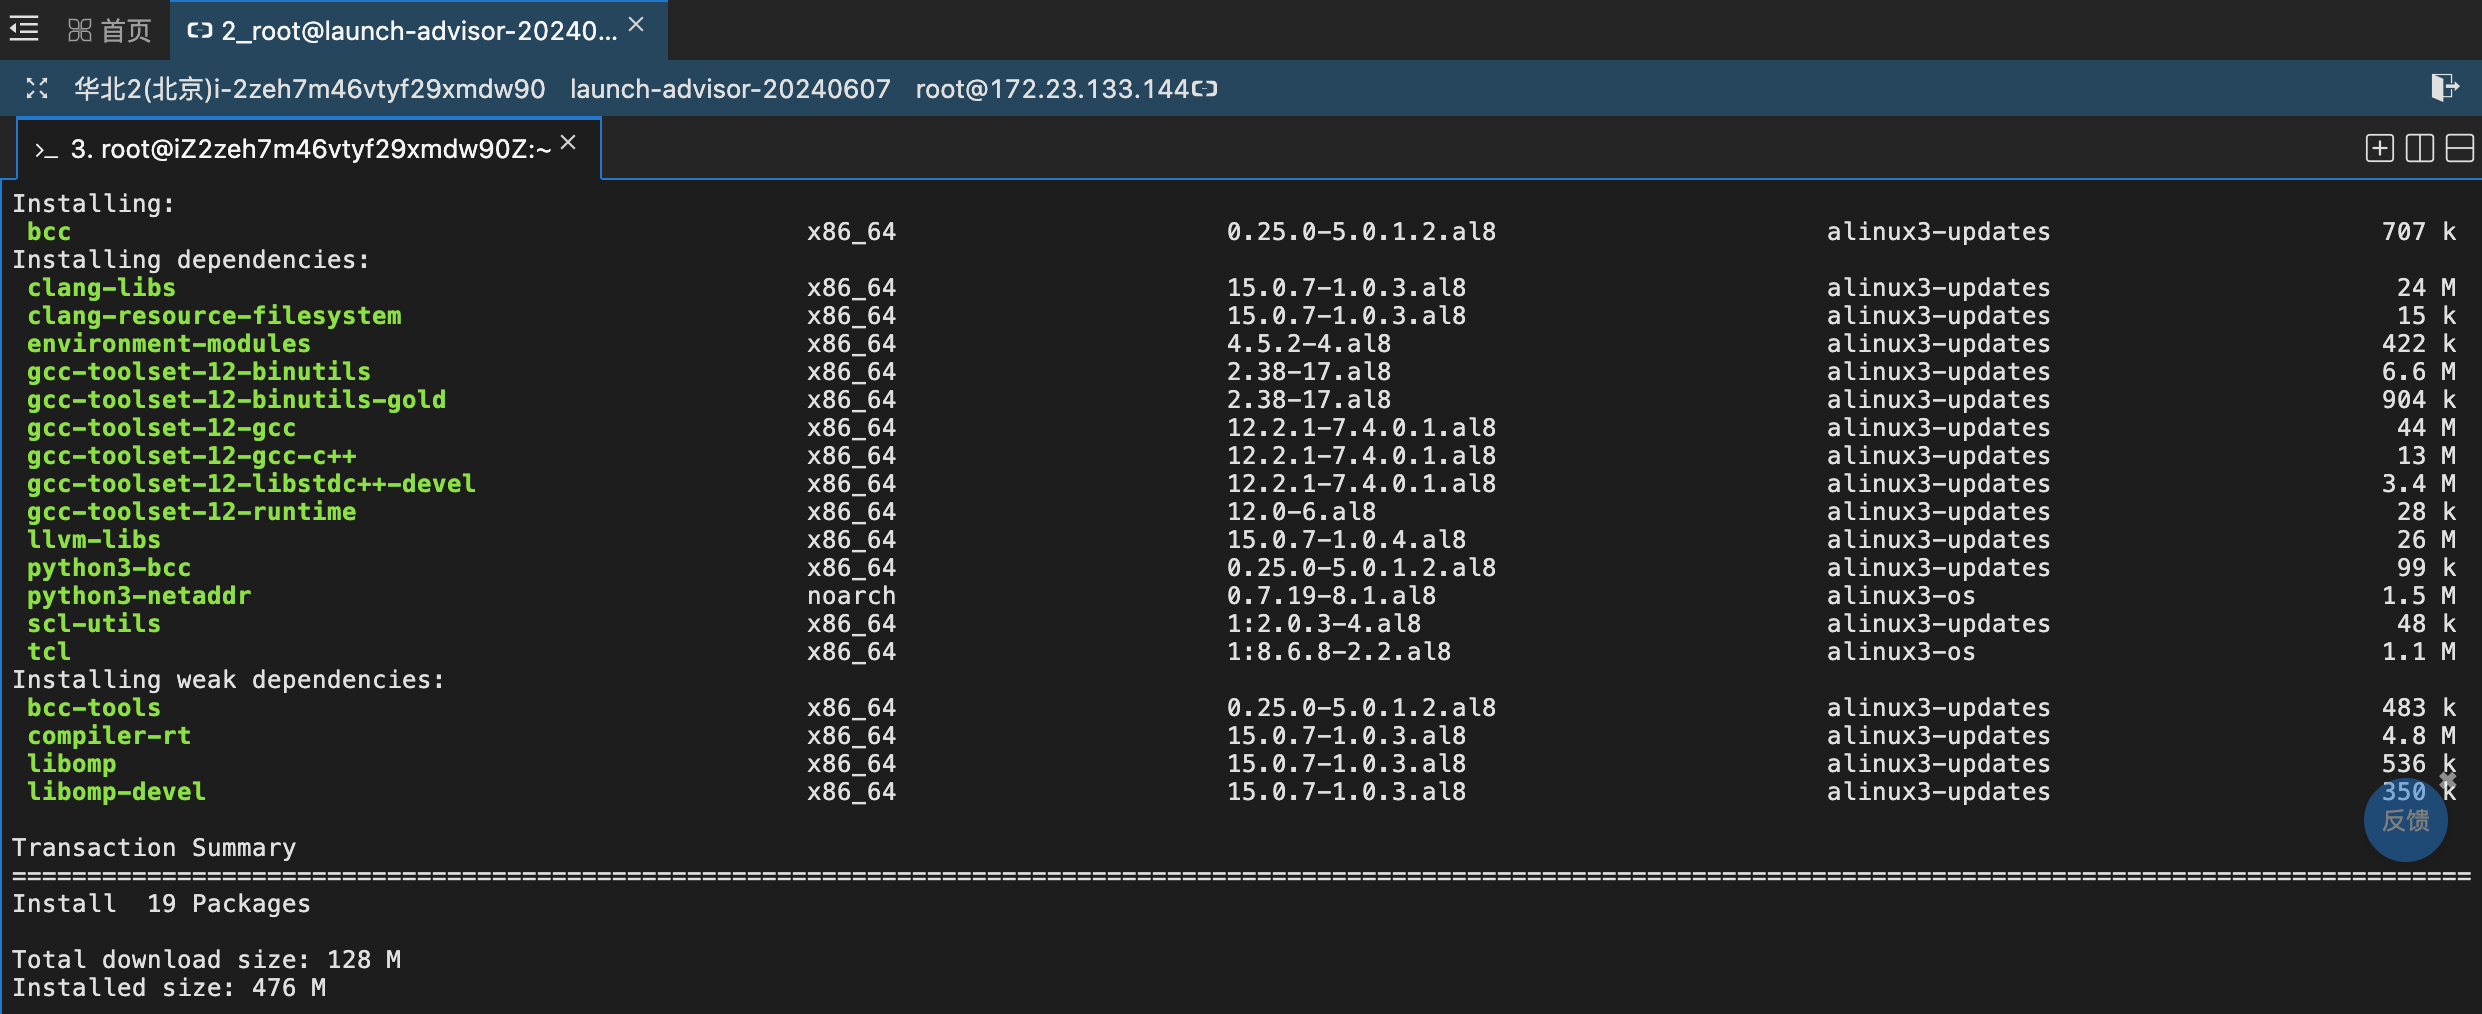 首页 2_root@launch-advisor-20240...
华北2(北京)i-2zeh7m46vtyf29xmdw90 launch-advisor-20240607 root@172.23.133.144
>_ 3. root@iZ2zeh7m46vtyf29xmdw90Z:~
Installing:
bcc x86_64 0.25.0-5.0.1.2.al8 alinux3-updates 707 k
Installing dependencies:
clang-libs x86_64 15.0.7-1.0.3.al8 alinux3-updates 24 M
clang-resource-filesystem x86_64 15.0.7-1.0.3.al8 alinux3-updates 15 k
environment-modules x86_64 4.5.2-4.al8 alinux3-updates 422 k
gcc-toolset-12-binutils x86_64 2.38-17.al8 alinux3-updates 6.6 M
gcc-toolset-12-binutils-gold x86_64 2.38-17.al8 alinux3-updates 904 k
gcc-toolset-12-gcc x86_64 12.2.1-7.4.0.1.al8 alinux3-updates 44 M
gcc-toolset-12-gcc-c++ x86_64 12.2.1-7.4.0.1.al8 alinux3-updates 13 M
gcc-toolset-12-libstdc++-devel x86_64 12.2.1-7.4.0.1.al8 alinux3-updates 3.4 M
gcc-toolset-12-runtime x86_64 12.0-6.al8 alinux3-updates 28 k
llvm-libs x86_64 15.0.7-1.0.4.al8 alinux3-updates 26 M
python3-bcc x86_64 0.25.0-5.0.1.2.al8 alinux3-updates 99 k
python3-netaddr noarch 0.7.19-8.1.al8 alinux3-os 1.5 M
scl-utils x86_64 1:2.0.3-4.al8 alinux3-updates 48 k
tcl x86_64 1:8.6.8-2.2.al8 alinux3-os 1.1 M
Installing weak dependencies:
bcc-tools x86_64 0.25.0-5.0.1.2.al8 alinux3-updates 483 k
compiler-rt x86_64 15.0.7-1.0.3.al8 alinux3-updates 4.8 M
libomp x86_64 15.0.7-1.0.3.al8 alinux3-updates 536 k
libomp-devel x86_64 15.0.7-1.0.3.al8 alinux3-updates 350 k
反馈
Transaction Summary
====================================================================================================================================================================
Install 19 Packages
Total download size: 128 M
Installed size: 476 M